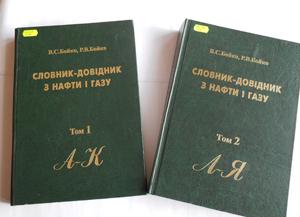 В.С.Бойко, Р.В.Бойко
СЛОВНИК-ДОВІДНИК
З НАФТИ І ГАЗУ
Том 1
А-К
В.С.Бойко, Р.В.Бойко
СЛОВНИК-ДОВІДНИК
З НАФТИ І ГАЗУ
Том 2
Л-Я